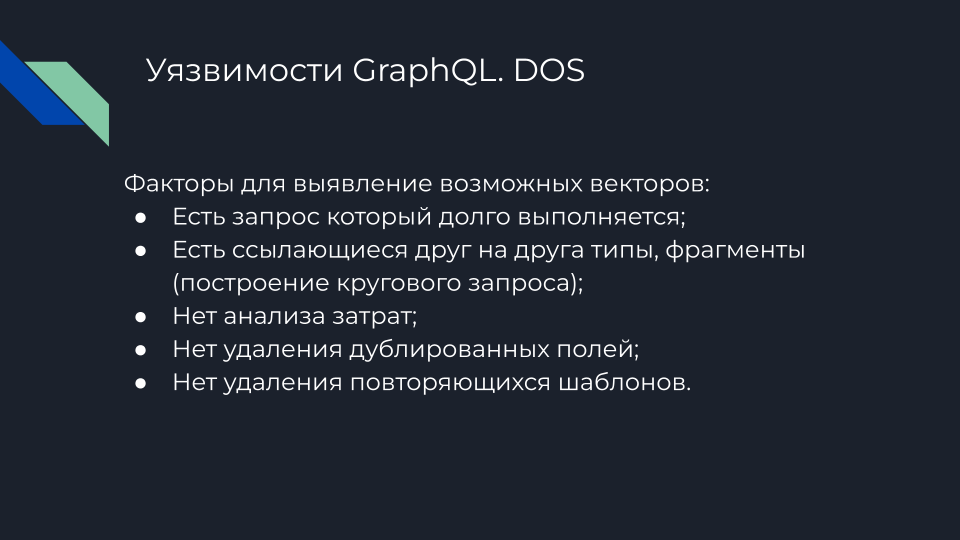 Уязвимости GraphQL. DOS
Факторы для выявление возможных векторов:
● Есть запрос который долго выполняется;
● Есть ссылающиеся друг на друга типы, фрагменты
(построение кругового запроса);
● Нет анализа затрат;
● Нет удаления дублированных полей;
● Нет удаления повторяющихся шаблонов.